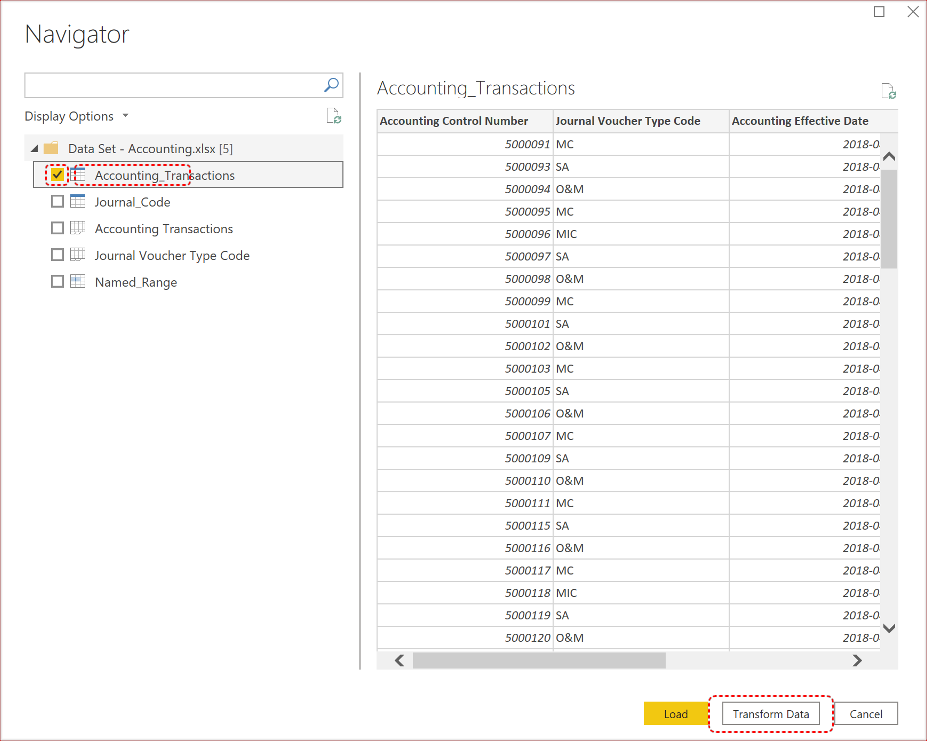 Navigator
Display Options
Data Set - Accounting.xlsx [5]
Accounting_Transactions
Journal_Code
Accounting Transactions
Journal Voucher Type Code
Named_Range
Accounting_Transactions
Accounting Control Number Journal Voucher Type Code Accounting Effective Date
5000091 MC 2018-0
5000093 SA 2018-0
5000094 O&M 2018-0
5000095 MC 2018-0
5000096 MIC 2018-0
5000097 SA 2018-0
5000098 O&M 2018-0
5000099 MC 2018-0
5000101 SA 2018-0
5000102 O&M 2018-0
5000103 MC 2018-0
5000105 SA 2018-0
5000106 O&M 2018-0
5000107 MC 2018-0
5000109 SA 2018-0
5000110 O&M 2018-0
5000111 MC 2018-0
5000115 SA 2018-0
5000116 O&M 2018-0
5000117 MC 2018-0
5000118 MIC 2018-0
5000119 SA 2018-0
5000120 O&M 2018-0
Load Transform Data Cancel